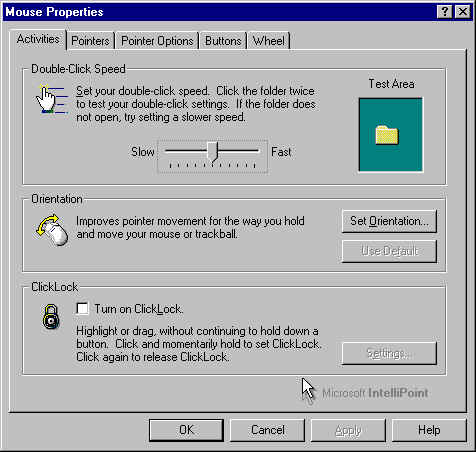 Mouse Properties
Activities
Pointers
Pointer Options
Buttons
Wheel
Double-Click Speed
Set your double-click speed. Click the folder twice
to test your double-click settings. If the folder does
not open, try setting a slower speed.
Test Area
Slow
Fast
Orientation
Improves pointer movement for the way you hold
and move your mouse or trackball.
Set Orientation...
Use Default
ClickLock
Turn on ClickLock.
Highlight or drag, without continuing to hold down a
button. Click and momentarily hold to set ClickLock.
Click again to release ClickLock.
Settings...
Microsoft IntelliPoint
OK
Cancel
Apply
Help